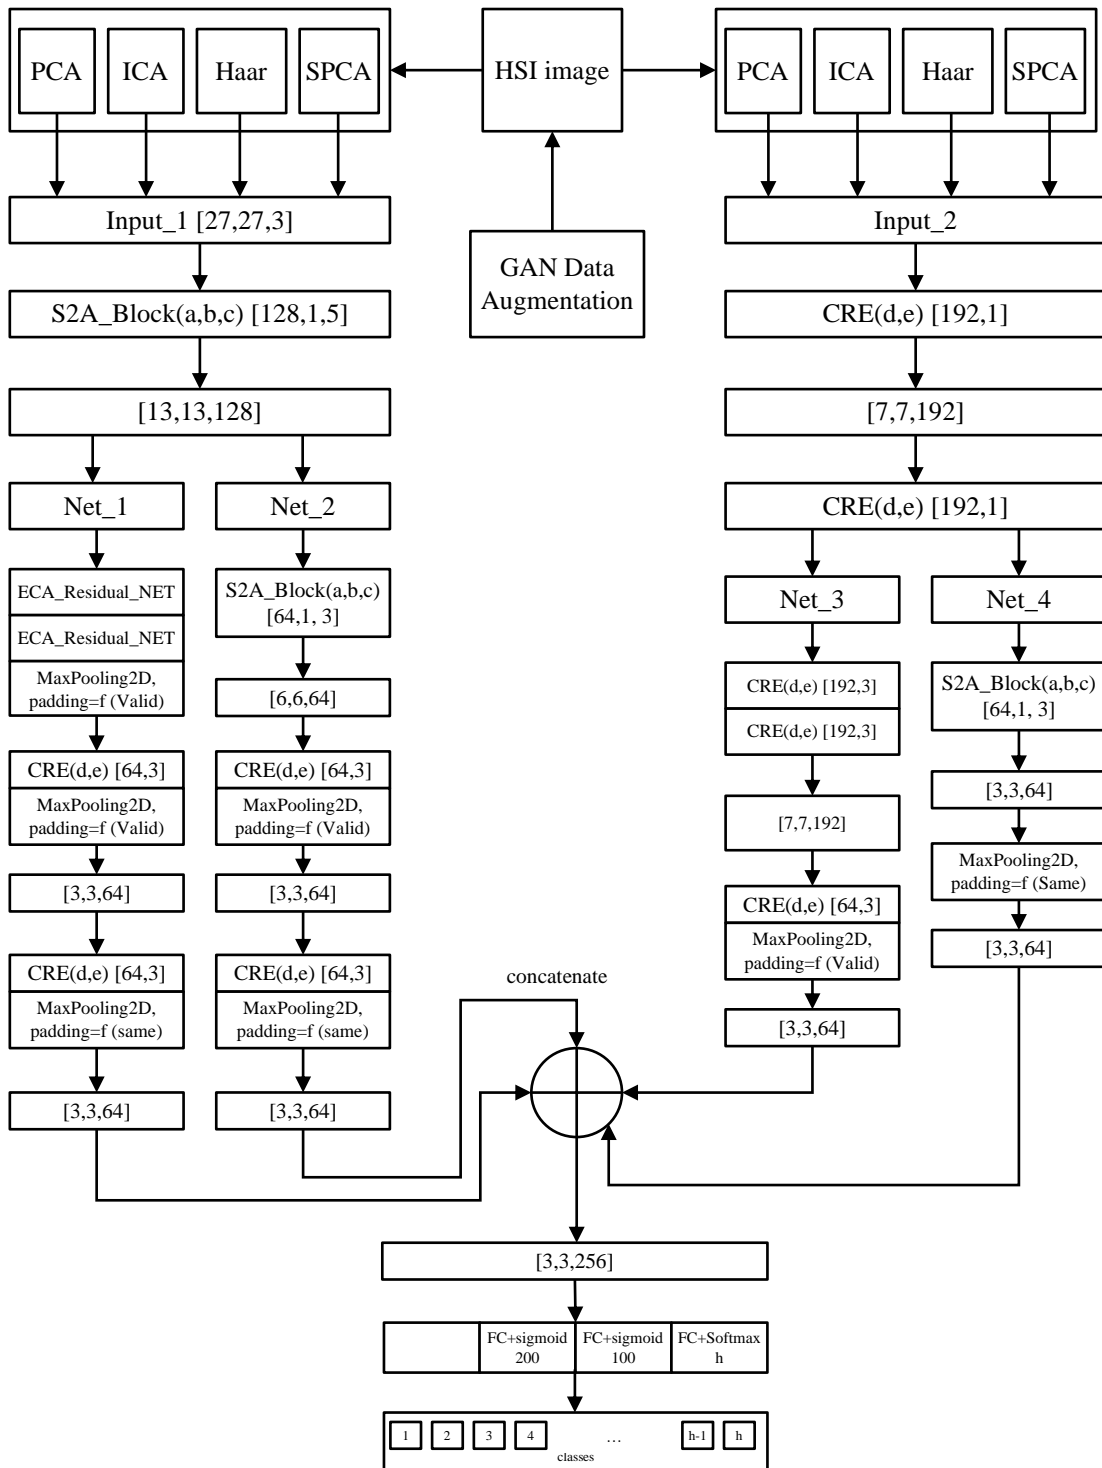 PCA
ICA
Haar
SPCA
HSI image
PCA
ICA
Haar
SPCA
Input_1 [27,27,3]
Input_2
GAN Data
Augmentation
S2A_Block(a,b,c) [128,1,5]
CRE(d,e) [192,1]
[13,13,128]
[7,7,192]
CRE(d,e) [192,1]
Net_1
ECA_Residual_NET
ECA_Residual_NET
MaxPooling2D,
padding=f (Valid)
CRE(d,e) [64,3]
MaxPooling2D,
padding=f (Valid)
[3,3,64]
CRE(d,e) [64,3]
MaxPooling2D,
padding=f (same)
[3,3,64]
Net_2
S2A_Block(a,b,c)
[64,1, 3]
[6,6,64]
CRE(d,e) [64,3]
MaxPooling2D,
padding=f (Valid)
[3,3,64]
CRE(d,e) [64,3]
MaxPooling2D,
padding=f (same)
[3,3,64]
Net_3
CRE(d,e) [192,3]
CRE(d,e) [192,3]
[7,7,192]
CRE(d,e) [64,3]
MaxPooling2D,
padding=f (Valid)
[3,3,64]
Net_4
S2A_Block(a,b,c)
[64,1, 3]
[3,3,64]
MaxPooling2D,
padding=f (Same)
[3,3,64]
concatenate
[3,3,256]
FC+sigmoid
200
FC+sigmoid
100
FC+Softmax
h
1
2
3
4
...
h-1
h
classes